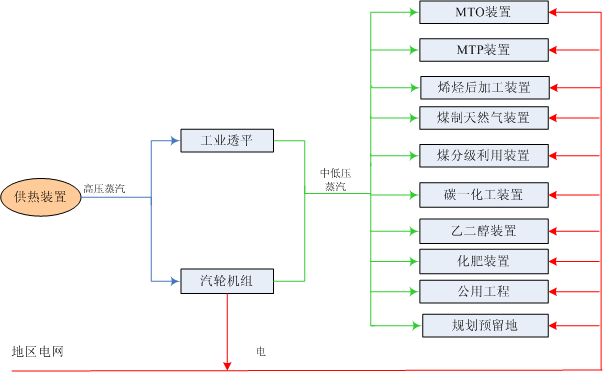 MTO装置
MTP装置
烯烃后加工装置
煤制天然气装置
工业透平
中低压
蒸汽
煤分级利用装置
供热装置
高压蒸汽
碳一化工装置
乙二醇装置
化肥装置
汽轮机组
公用工程
规划预留地
地区电网
电